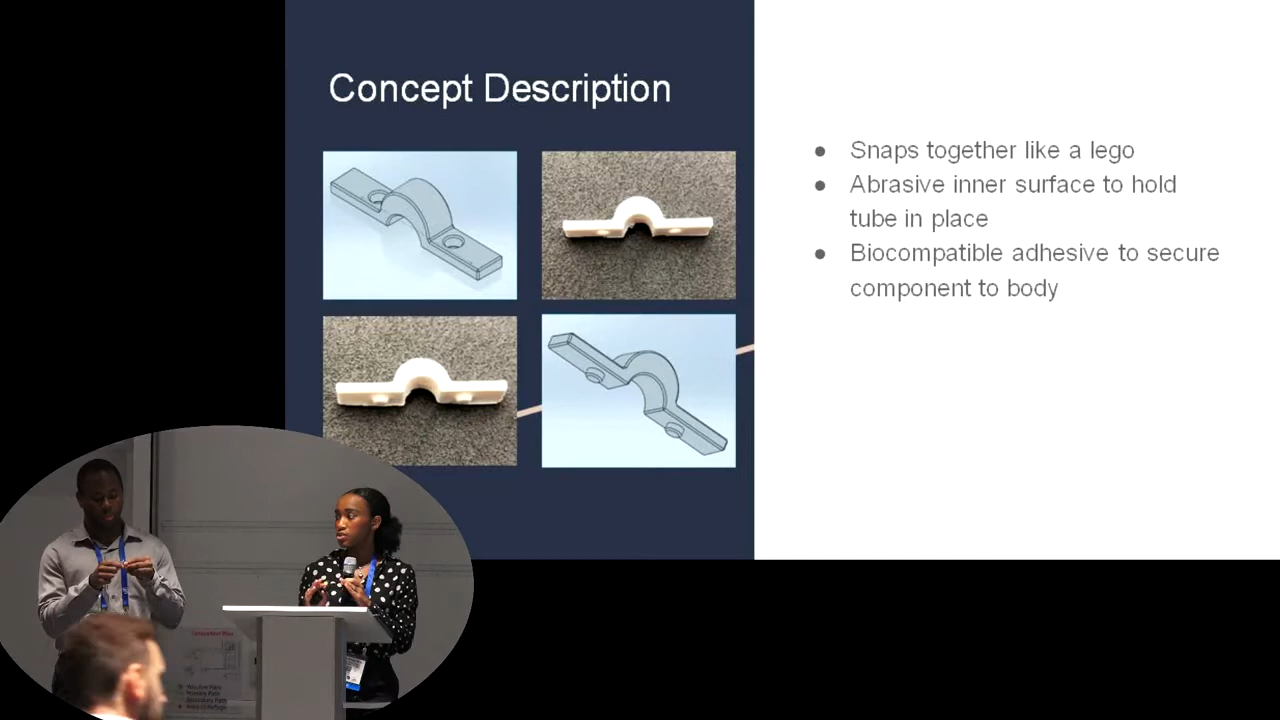 Concept Description
● Snaps together like a lego
● Abrasive inner surface to hold
tube in place
● Biocompatible adhesive to secure
component to body